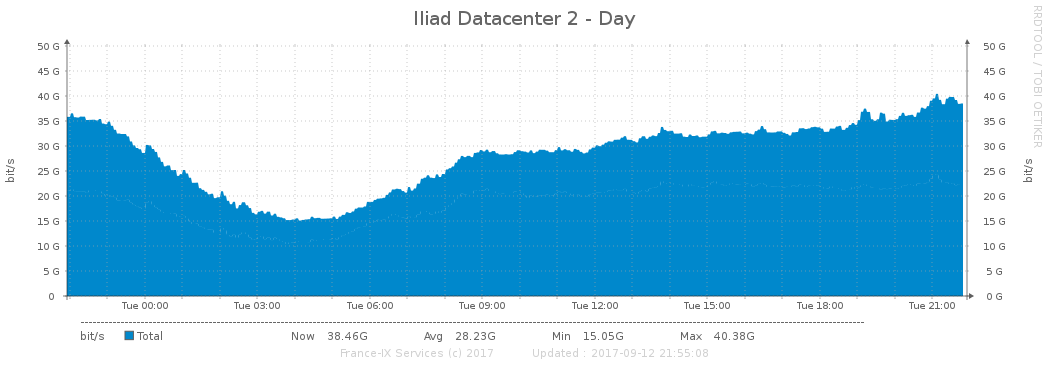 Iliad Datacenter 2 - Day
RRDTOOL / TOBI OETIKER
50 G 50 G
45 G 45 G
40 G 40 G
35 G 35 G
30 G 30 G
25 G 25 G
20 G 20 G
15 G 15 G
10 G 10 G
5 G 5 G
0 0 G
bit/s bit/s
Tue 00:00 Tue 03:00 Tue 06:00 Tue 09:00 Tue 12:00 Tue 15:00 Tue 18:00 Tue 21:00
bit/s Total Now 38.46G Avg 28.23G Min 15.05G Max 40.38G
France-IX Services (c) 2017 Updated : 2017-09-12 21:55:08